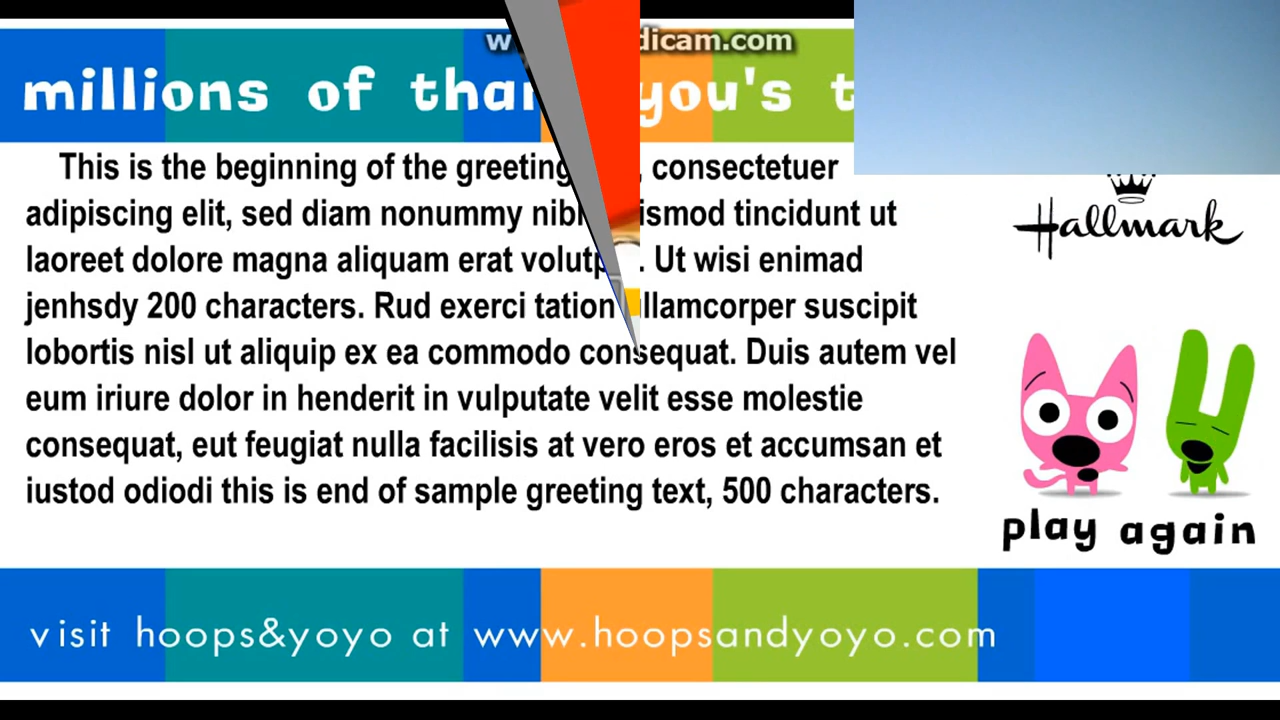 w dicam.com
millions of than you's t
This is the beginning of the greeting , consectetuer
adipiscing elit, sed diam nonummy nib ismod tincidunt ut
laoreet dolore magna aliquam erat volutp . Ut wisi enimad
jenhsdy 200 characters. Rud exerci tation ullamcorper suscipit
lobortis nisl ut aliquip ex ea commodo consequat. Duis autem vel
eum iriure dolor in henderit in vulputate velit esse molestie
consequat, eut feugiat nulla facilisis at vero eros et accumsan et
iustod odiodi this is end of sample greeting text, 500 characters.
Hallmark
play again
visit hoops&yoyo at www.hoopsandyoyo.com